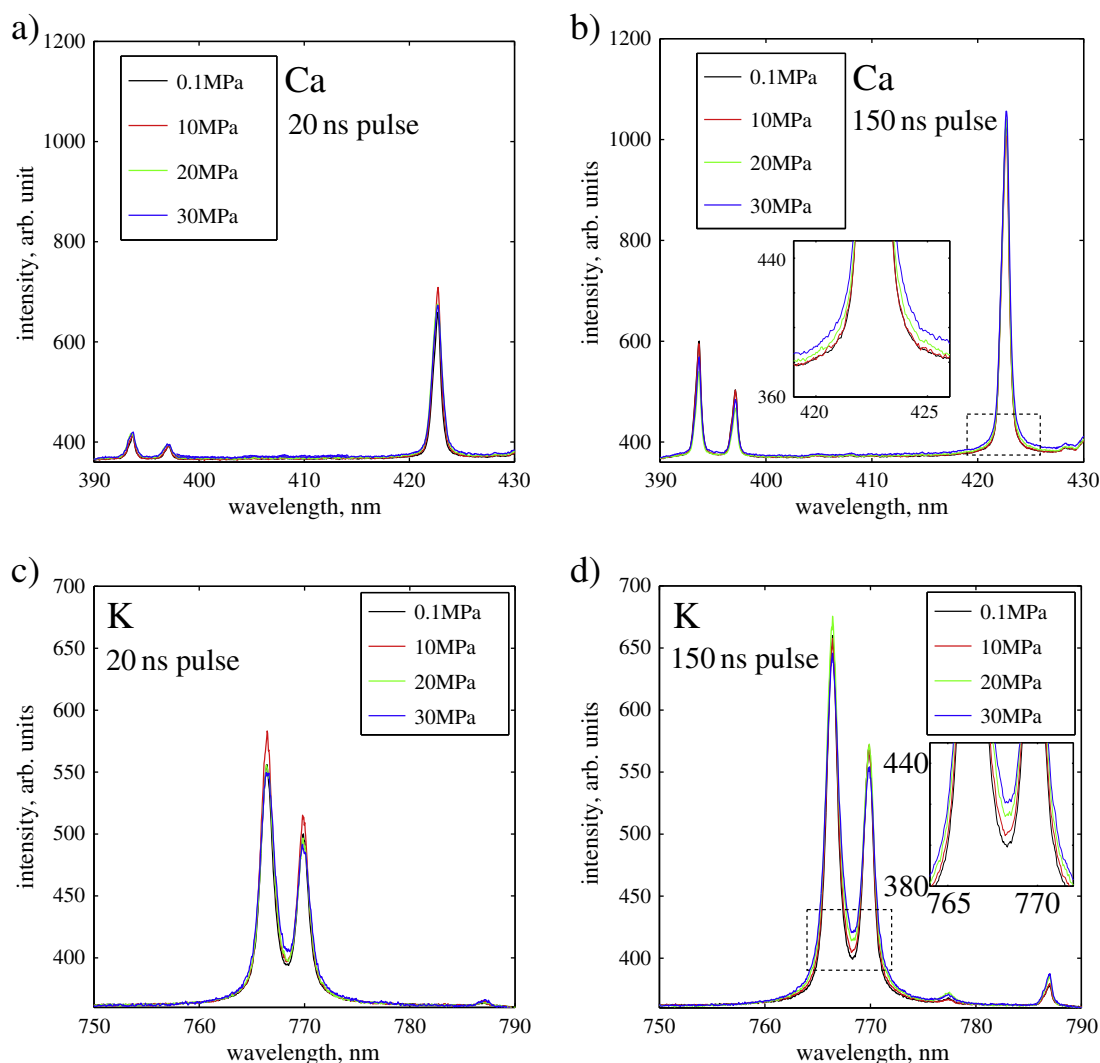 a)
1200
1000
800
600
400
390
400
410
420
430
intensity, arb. unit
wavelength, nm
0.1MPa
10MPa
20MPa
30MPa
Ca
20 ns pulse
b)
1200
1000
800
600
400
390
400
410
420
430
intensity, arb. units
wavelength, nm
0.1MPa
10MPa
20MPa
30MPa
Ca
150 ns pulse
440
360
420
425
c)
700
650
600
550
500
450
400
750
760
770
780
790
intensity, arb. units
wavelength, nm
K
20 ns pulse
0.1MPa
10MPa
20MPa
30MPa
d)
700
650
600
550
500
450
400
750
760
770
780
790
intensity, arb. units
wavelength, nm
K
150 ns pulse
0.1MPa
10MPa
20MPa
30MPa
440
380
765
770